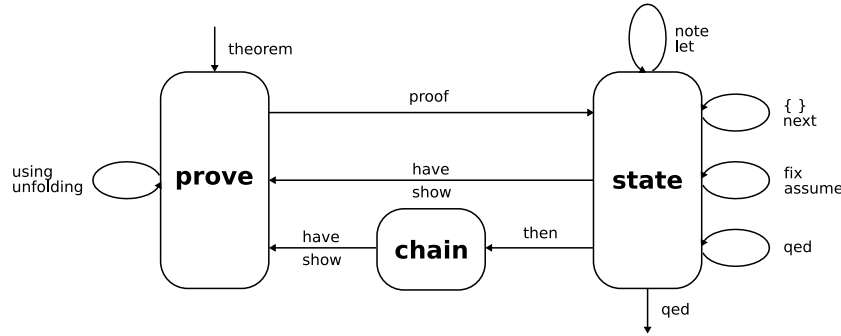 theorem
note
let
proof
{ }
next
using
unfolding
prove
have
show
state
fix
assume
have
show
chain
then
qed
qed